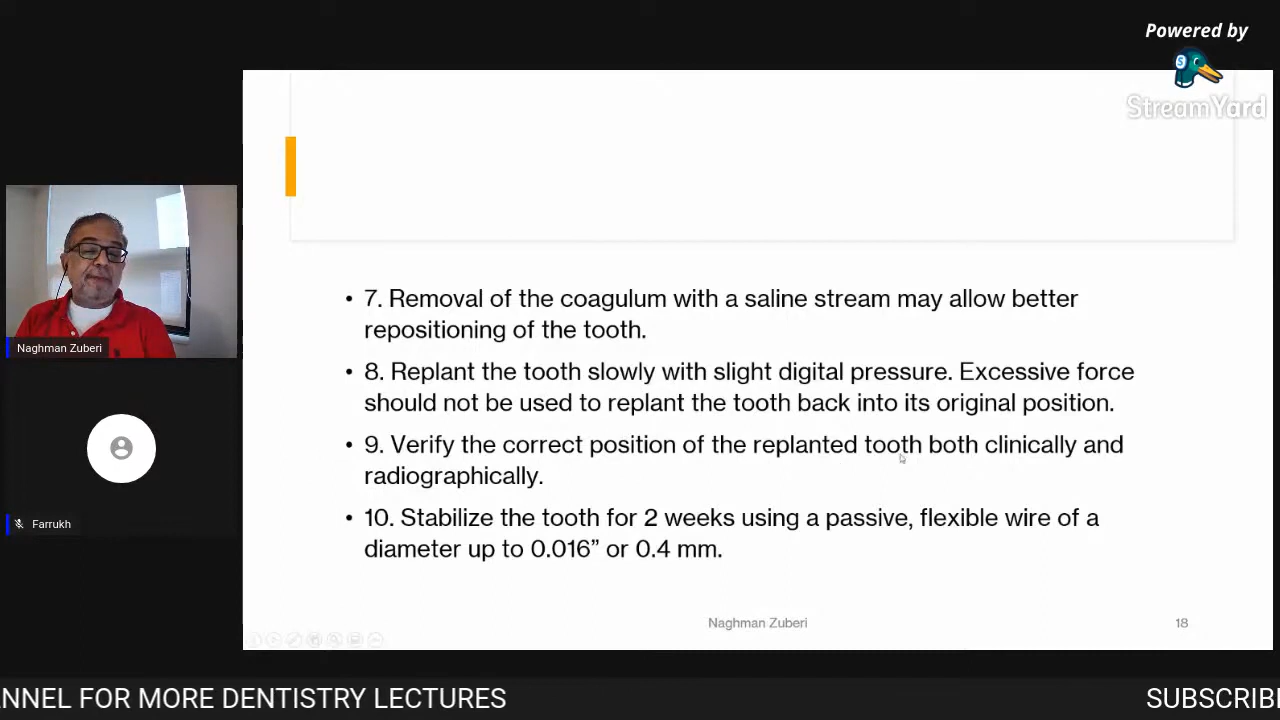 Powered by
StreamYard
• 7. Removal of the coagulum with a saline stream may allow better
repositioning of the tooth.
• 8. Replant the tooth slowly with slight digital pressure. Excessive force
should not be used to replant the tooth back into its original position.
• 9. Verify the correct position of the replanted tooth both clinically and
radiographically.
• 10. Stabilize the tooth for 2 weeks using a passive, flexible wire of a
diameter up to 0.016” or 0.4 mm.
Naghman Zuberi
18
Naghman Zuberi
Farrukh
ANNEL FOR MORE DENTISTRY LECTURES
SUBSCRIB